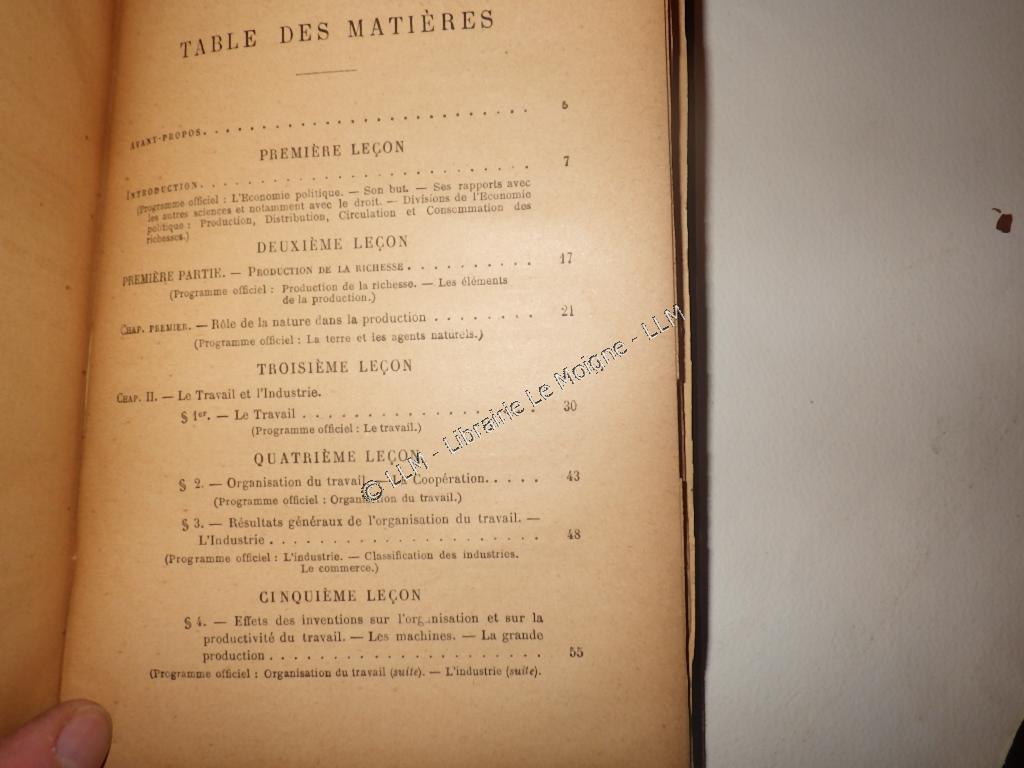 TABLE DES MATIÈRES
AVANT-PROPOS. . . . . . . . . . . . . . . . . . . . . . . . . . 5
PREMIÈRE LEÇON
INTRODUCTION. . . . . . . . . . . . . . . . . . . . . . . . . . 7
(Programme officiel : L'Economie politique. — Son but. — Ses rapports avec
les autres sciences et notamment avec le droit. — Divisions de l'Economie
politique : Production, Distribution, Circulation et Consommation des
richesses.)
DEUXIÈME LEÇON
PREMIÈRE PARTIE. — PRODUCTION DE LA RICHESSE. . . . . . . . . . 17
(Programme officiel : Production de la richesse. — Les éléments
de la production.)
CHAP. PREMIER. — Rôle de la nature dans la production . . . . . . . . 21
(Programme officiel : La terre et les agents naturels.)
TROISIÈME LEÇON
CHAP. II. — Le Travail et l'Industrie.
§ 1er. — Le Travail . . . . . . . . . . . . . . . . . 30
(Programme officiel : Le travail.)
QUATRIÈME LEÇON
§ 2. — Organisation du travail. — La Coopération. . . . . 43
(Programme officiel : Organisation du travail.)
§ 3. — Résultats généraux de l'organisation du travail. —
L'Industrie . . . . . . . . . . . . . . . . . . . . . 48
(Programme officiel : L'industrie. — Classification des industries.
Le commerce.)
CINQUIÈME LEÇON
§ 4. — Effets des inventions sur l'organisation et sur la
productivité du travail. — Les machines. — La grande
production . . . . . . . . . . . . . . . . . . . . . 55
(Programme officiel : Organisation du travail (suite). — L'industrie (suite).
© LLM - Librairie Le Moigne - LLM